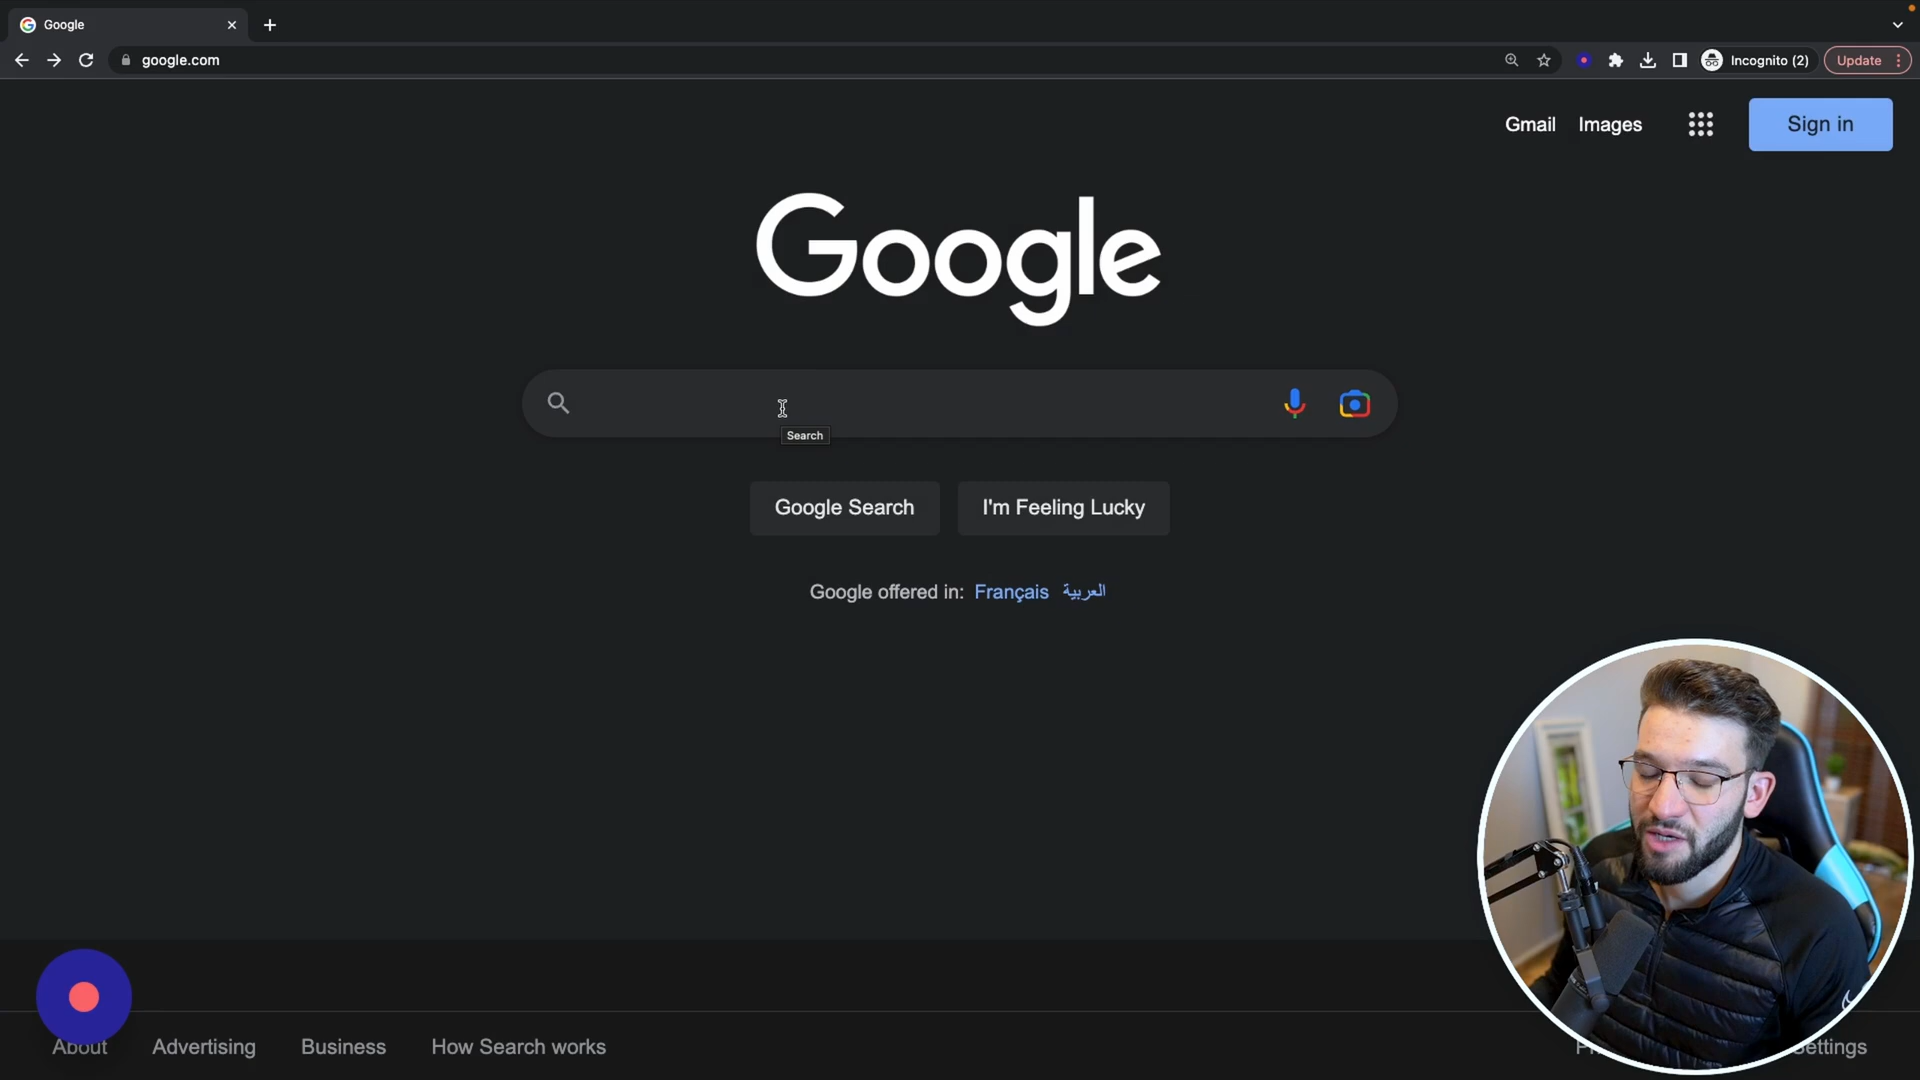 Google
google.com
Incognito (2)
Update
Gmail
Images
Sign in
Google
Search
Google Search
I'm Feeling Lucky
Google offered in: Français العربية
About
Advertising
Business
How Search works